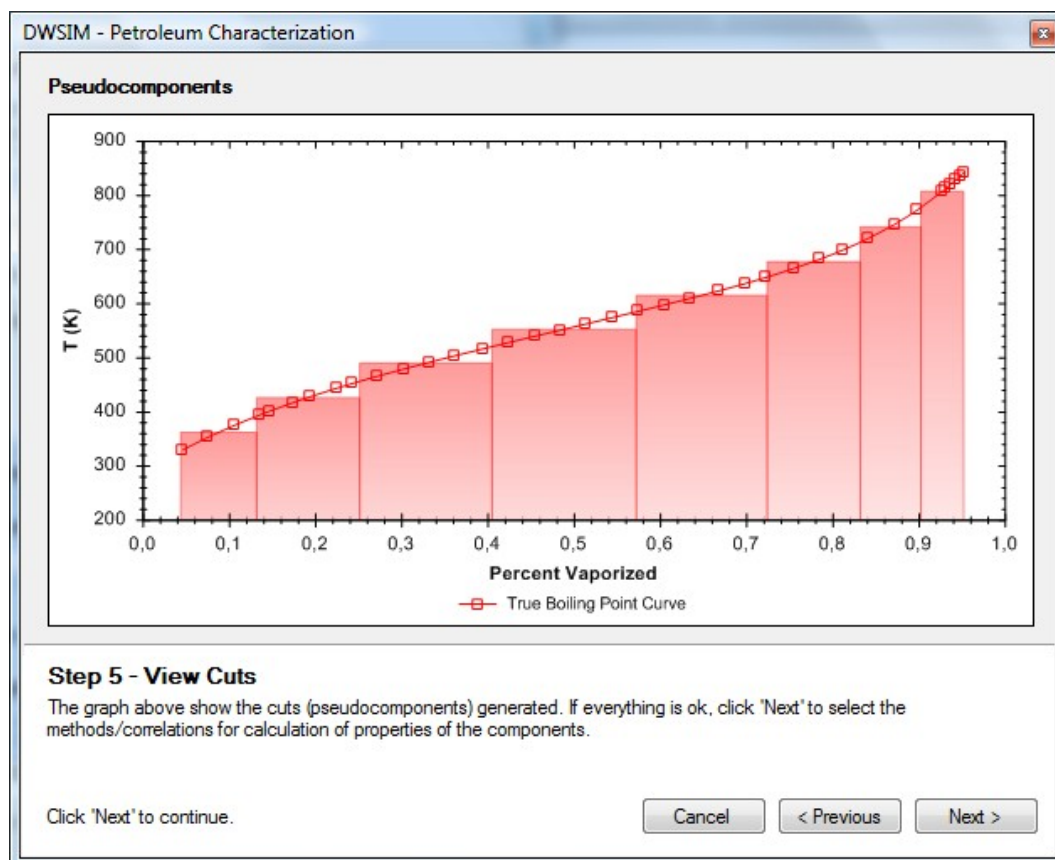 DWSIM - Petroleum Characterization
Pseudocomponents
900
800
700
600
500
400
300
200
T (K)
0,0 0,1 0,2 0,3 0,4 0,5 0,6 0,7 0,8 0,9 1,0
Percent Vaporized
True Boiling Point Curve
Step 5 - View Cuts
The graph above show the cuts (pseudocomponents) generated. If everything is ok, click "Next" to select the
methods/correlations for calculation of properties of the components.
Click "Next" to continue.
Cancel < Previous Next >